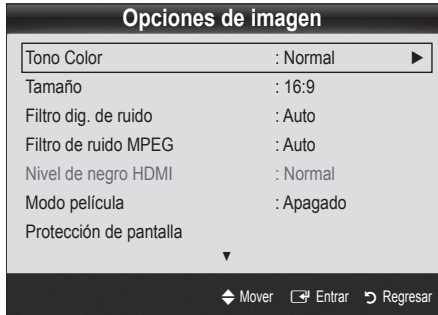 Opciones de imagen
Tono Color : Normal ▶
Tamaño : 16:9
Filtro dig. de ruido : Auto
Filtro de ruido MPEG : Auto
Nivel de negro HDMI : Normal
Modo película : Apagado
Protección de pantalla
▼
Mover Entrar Regresar